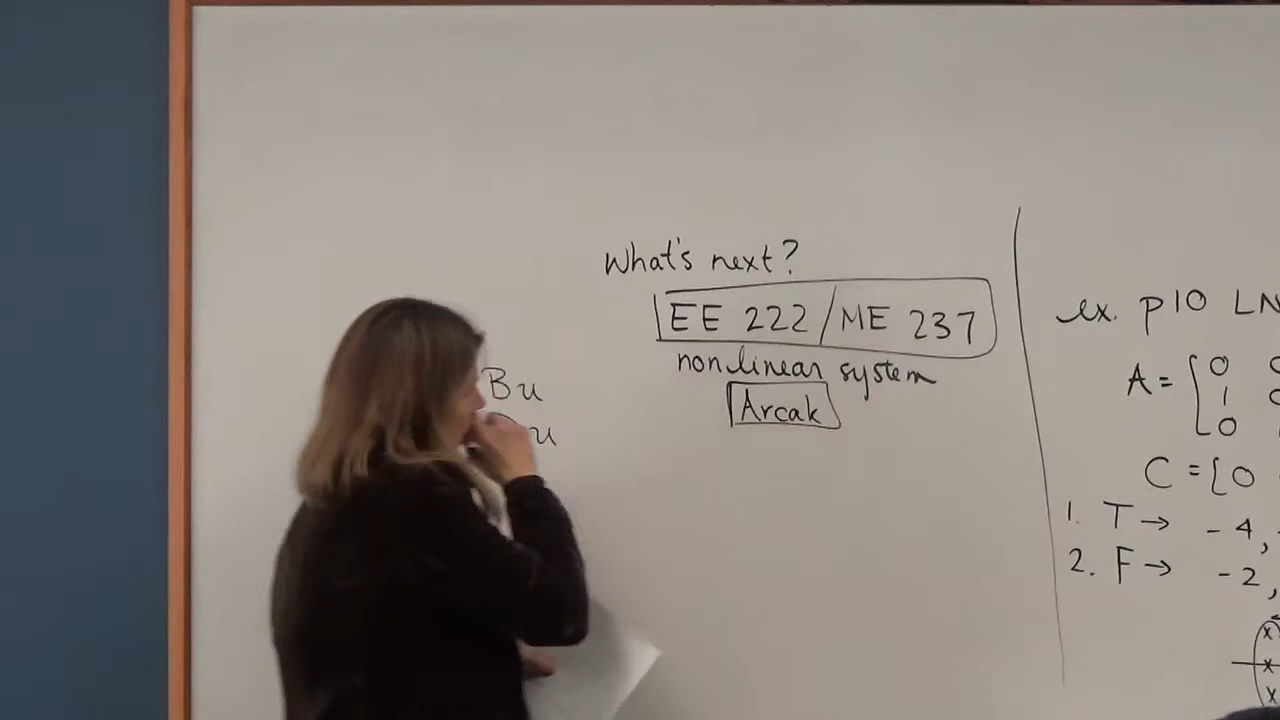 Bu
u
What's next?
EE 222 / ME 237
nonlinear system
Arcak
ex. p10 LN
A = [0
1
0
C = [0
1. T → -4,
2. F → -2,
x
x
x